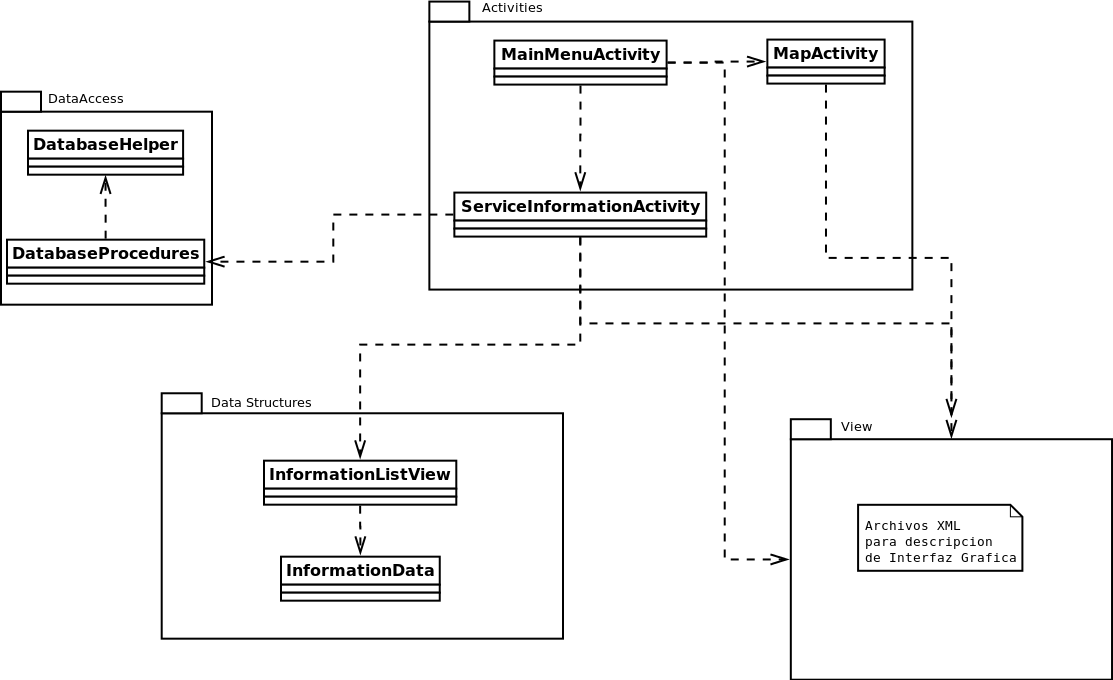 Activities
MainMenuActivity
MapActivity
DataAccess
DatabaseHelper
ServiceInformationActivity
DatabaseProcedures
Data Structures
View
InformationListView
Archivos XML
para descripcion
de Interfaz Grafica
InformationData